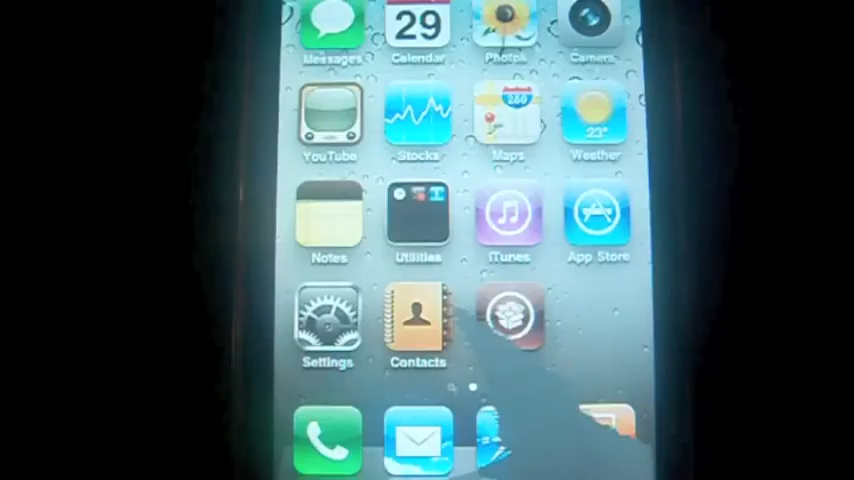 29
Messages Calendar Photos Camera
280
23°
YouTube Stocks Maps Weather
Notes Utilities iTunes App Store
Settings Contacts